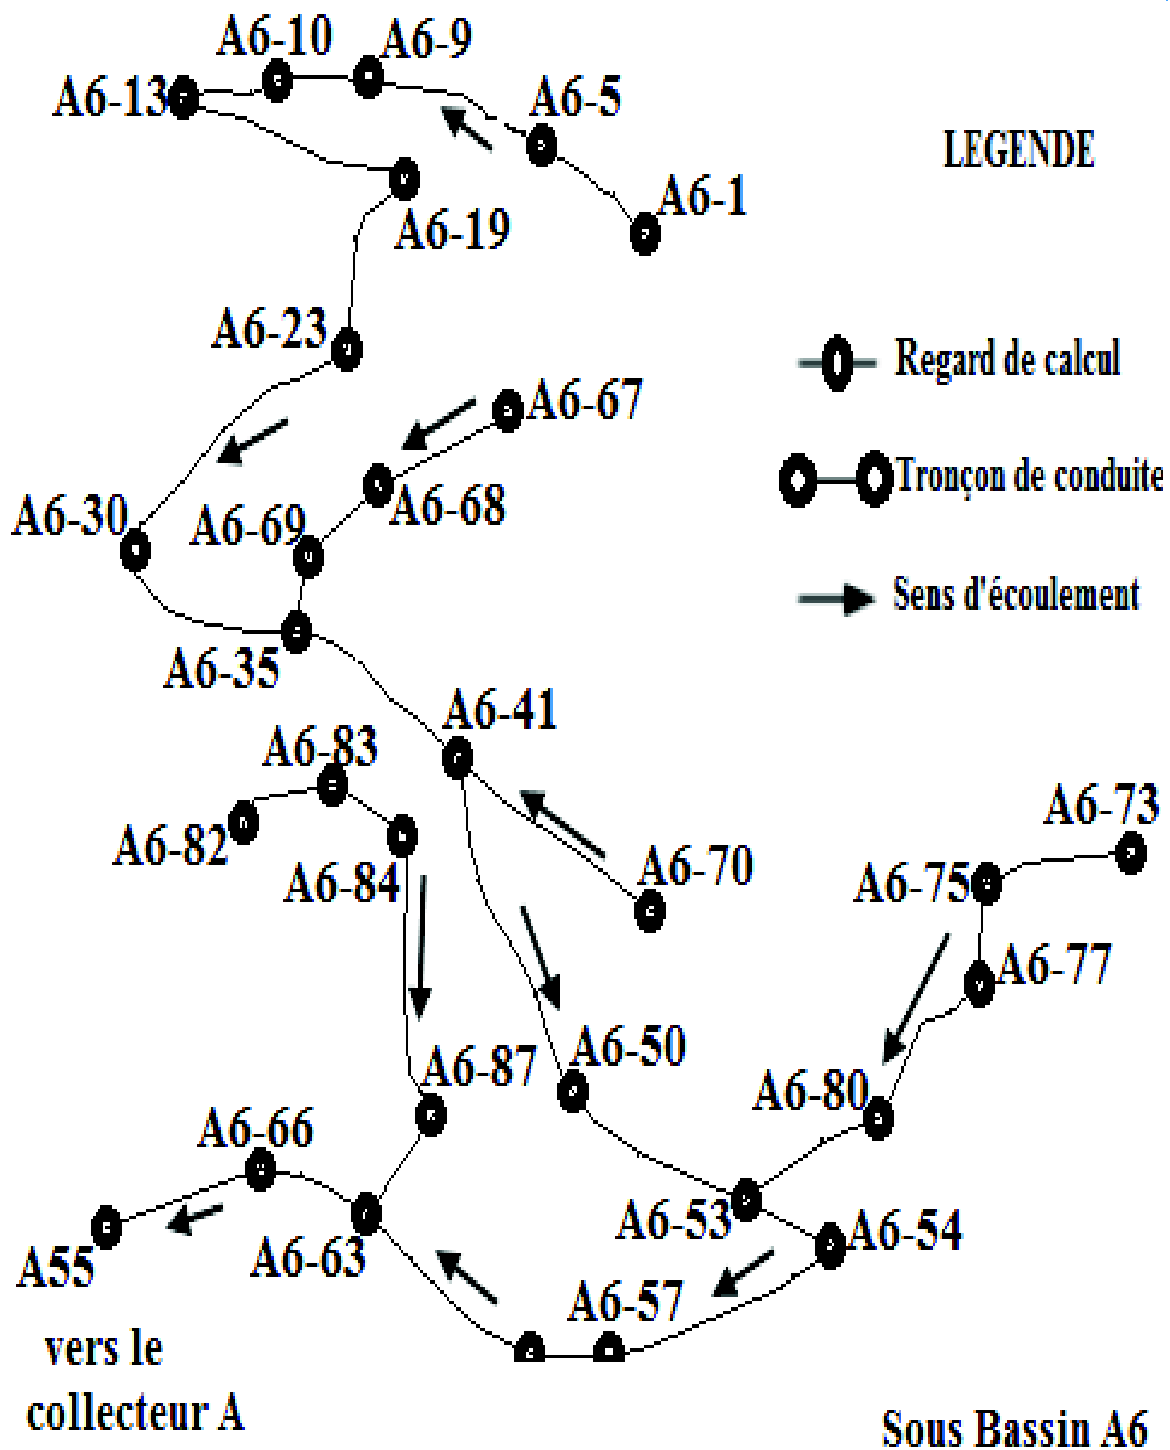 A6-10
A6-9
A6-13
A6-5
LEGENDE
A6-1
A6-19
A6-23
Regard de calcul
A6-67
Tronçon de conduite
A6-30
A6-69
A6-68
Sens d'écoulement
A6-35
A6-41
A6-83
A6-82
A6-73
A6-84
A6-70
A6-75
A6-77
A6-50
A6-87
A6-80
A6-66
A6-53
A6-54
A55
A6-63
A6-57
vers le
collecteur A
Sous Bassin A6